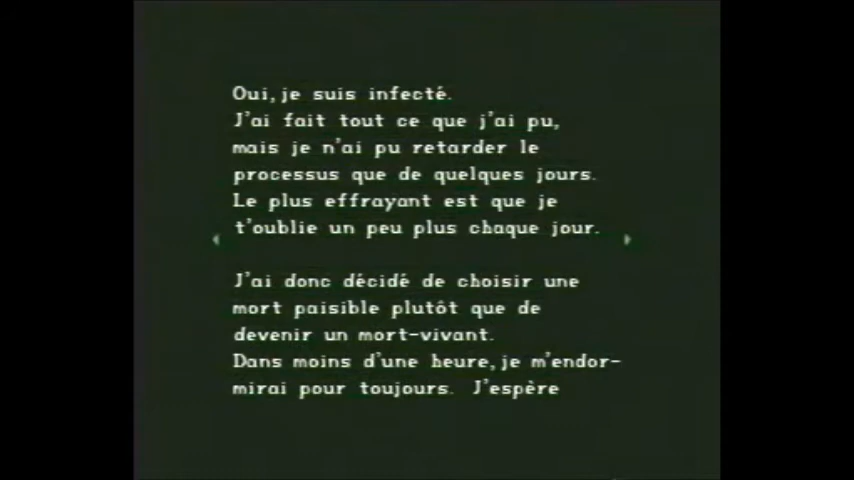 Oui, je suis infecté.
J'ai fait tout ce que j'ai pu,
mais je n'ai pu retarder le
processus que de quelques jours.
Le plus effrayant est que je
t'oublie un peu plus chaque jour.
J'ai donc décidé de choisir une
mort paisible plutôt que de
devenir un mort-vivant.
Dans moins d'une heure, je m'endor-
mirai pour toujours. J'espère